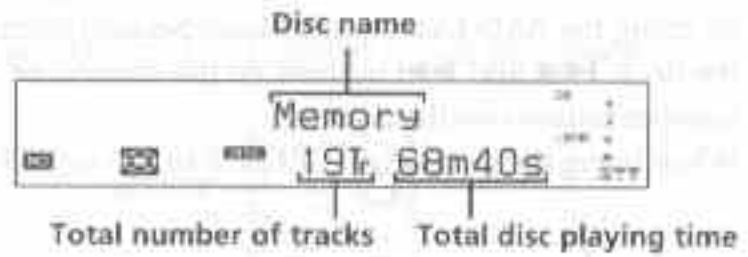 Disc name
Memory
19Tr 68m40s
Total number of tracks Total disc playing time